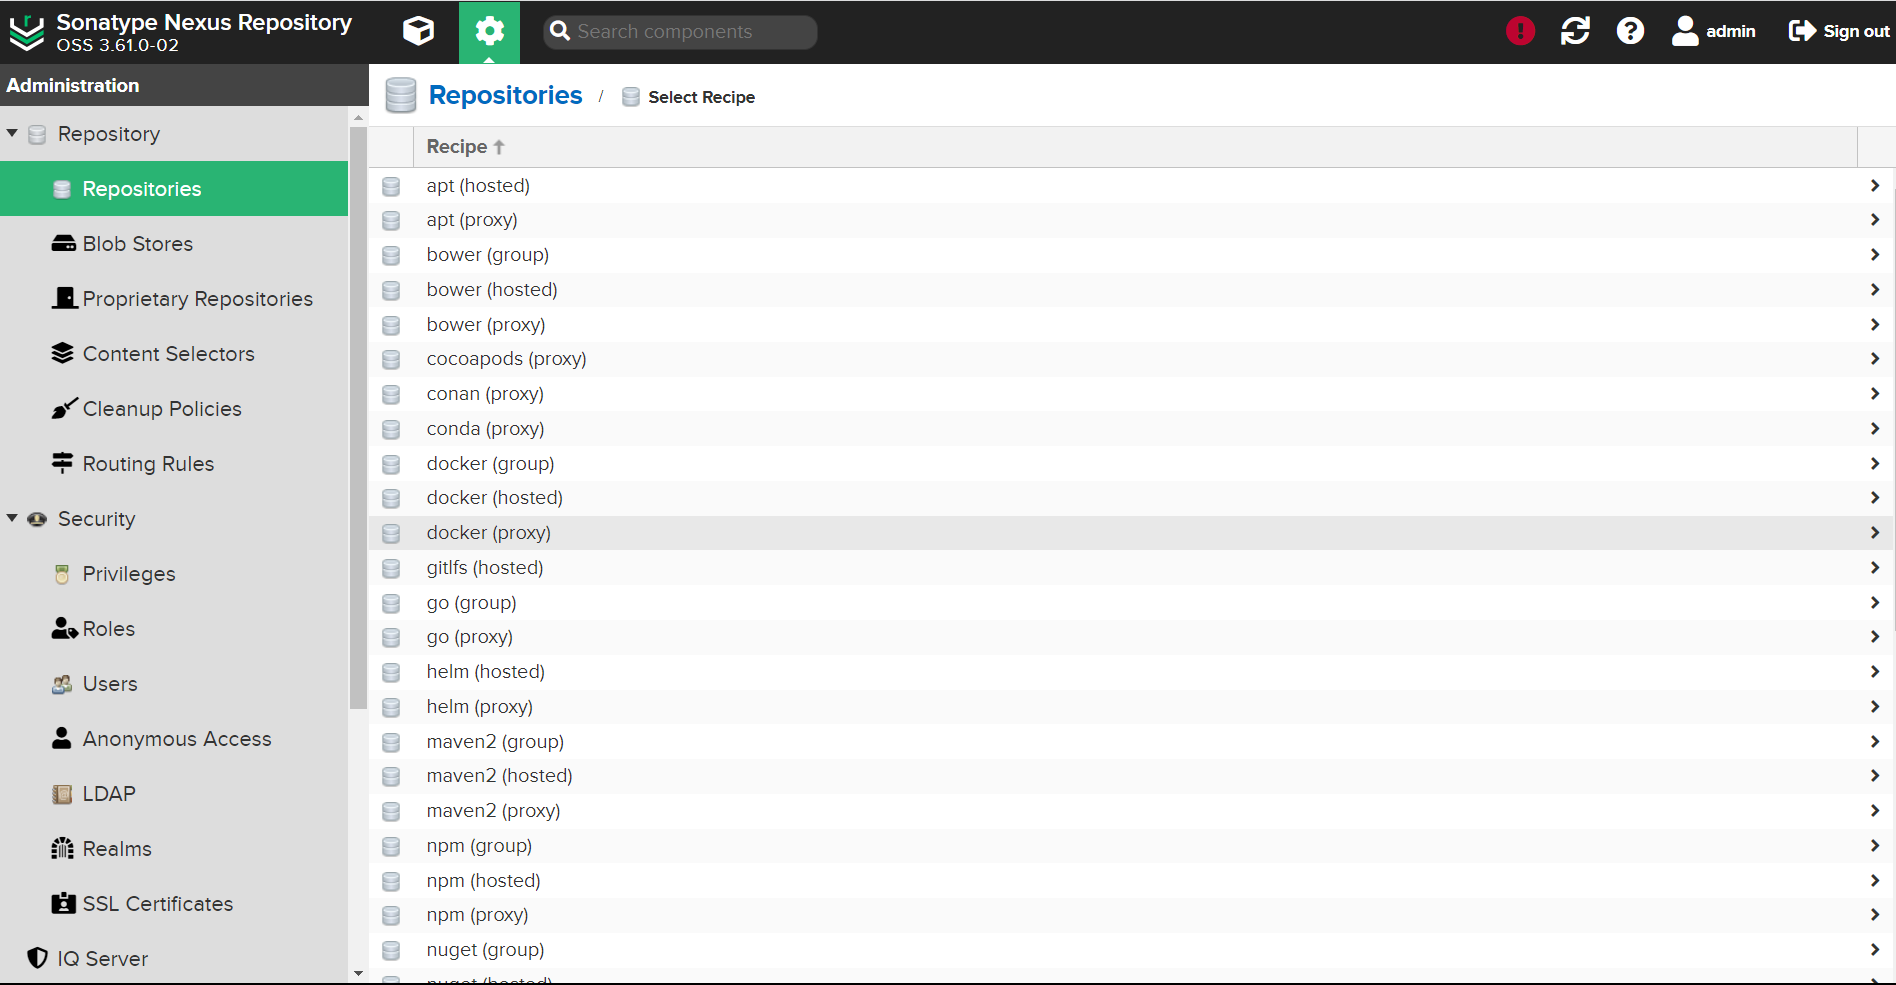 Sonatype Nexus Repository
OSS 3.61.0-02
Search components
admin
Sign out
Administration
Repository
Repositories
Blob Stores
Proprietary Repositories
Content Selectors
Cleanup Policies
Routing Rules
Security
Privileges
Roles
Users
Anonymous Access
LDAP
Realms
SSL Certificates
IQ Server
Repositories / Select Recipe
Recipe
apt (hosted)
apt (proxy)
bower (group)
bower (hosted)
bower (proxy)
cocoapods (proxy)
conan (proxy)
conda (proxy)
docker (group)
docker (hosted)
docker (proxy)
gitlfs (hosted)
go (group)
go (proxy)
helm (hosted)
helm (proxy)
maven2 (group)
maven2 (hosted)
maven2 (proxy)
npm (group)
npm (hosted)
npm (proxy)
nuget (group)
nuget (hosted)